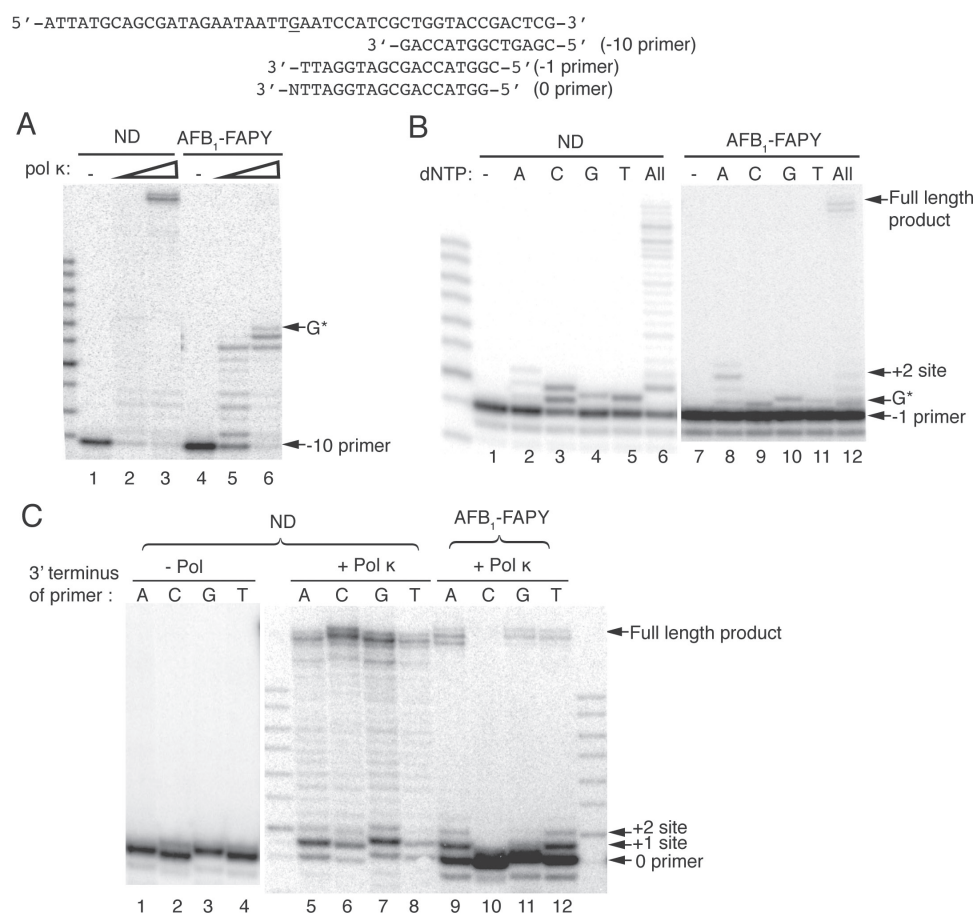 5'-ATTATGCAGCGATAGAATAATTGAATCCATCGCTGGTACCGACTCG-3'
3'-GACCATGGCTGAGC-5' (-10 primer)
3'-TTAGGTAGCGACCATGGC-5'(-1 primer)
3'-NTTAGGTAGCGACCATGG-5' (0 primer)
A
ND AFB1-FAPY
pol κ: - -
G*
-10 primer
1 2 3 4 5 6
B
ND AFB1-FAPY
dNTP: - A C G T All - A C G T All
Full length product
+2 site
G*
-1 primer
1 2 3 4 5 6 7 8 9 10 11 12
C
ND AFB1-FAPY
- Pol + Pol κ + Pol κ
3' terminus
of primer : A C G T A C G T A C G T
Full length product
+2 site
+1 site
0 primer
1 2 3 4 5 6 7 8 9 10 11 12